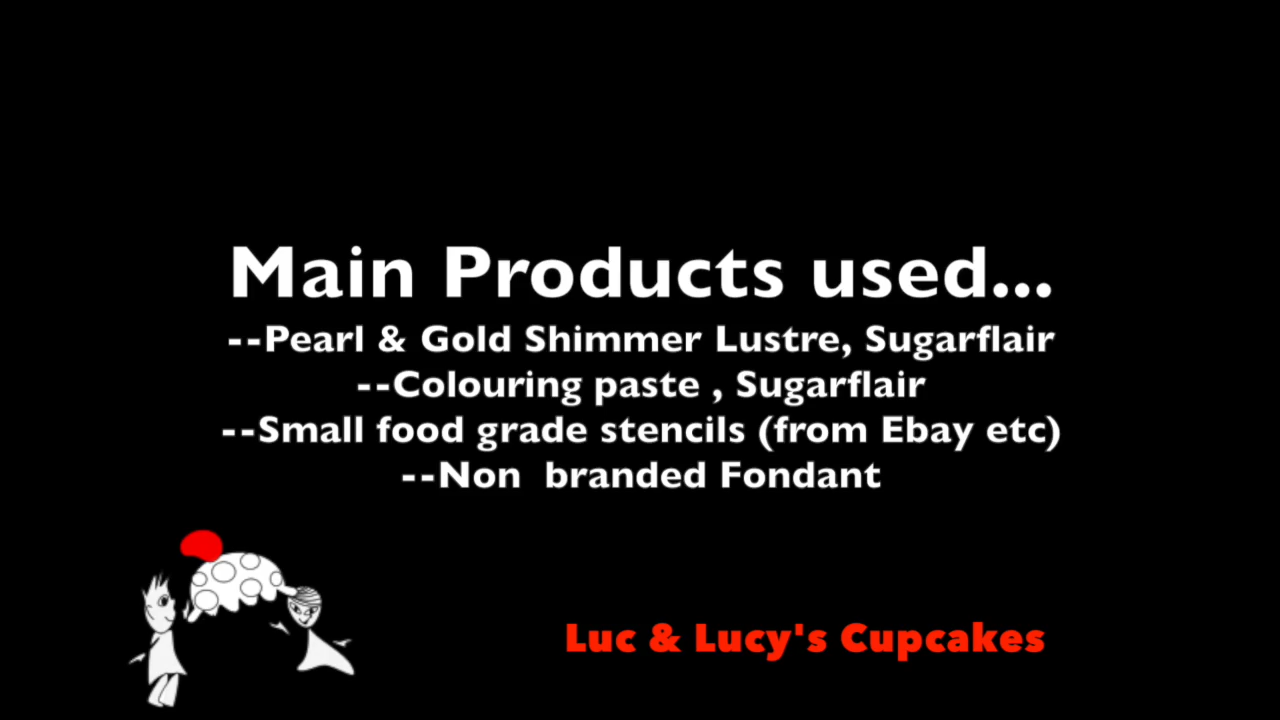 Main Products used...
--Pearl & Gold Shimmer Lustre, Sugarflair
--Colouring paste , Sugarflair
--Small food grade stencils (from Ebay etc)
--Non  branded Fondant
Luc & Lucy's Cupcakes